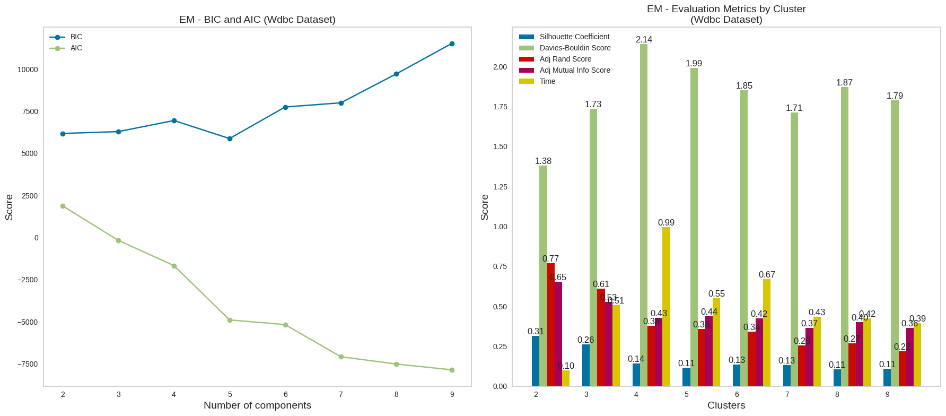 EM - BIC and AIC (Wdbc Dataset)
BIC
AIC
10000
7500
5000
2500
0
−2500
−5000
−7500
Score
2 3 4 5 6 7 8 9
Number of components
EM - Evaluation Metrics by Cluster
(Wdbc Dataset)
Silhouette Coefficient
Davies-Bouldin Score
Adj Rand Score
Adj Mutual Info Score
Time
2.00
1.75
1.50
1.25
1.00
0.75
0.50
0.25
0.00
Score
0.31 1.38 0.77 0.65 0.10
0.26 1.73 0.61 0.51
0.14 2.14 0.43 0.99
0.11 1.99 0.44 0.55
0.13 1.85 0.42 0.67
0.13 1.71 0.37 0.43
0.11 1.87 0.42
0.11 1.79 0.39
2 3 4 5 6 7 8 9
Clusters